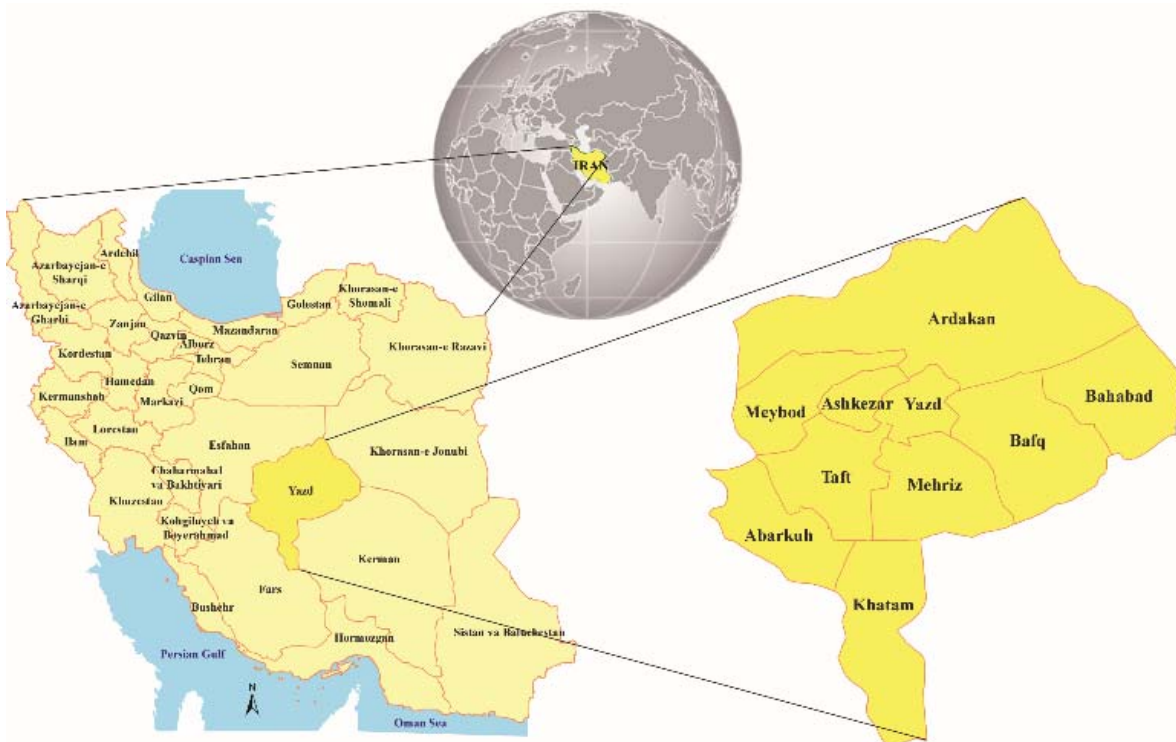 IRAN
Caspian Sea
Ardebil
Azarbayejan-e
Sharqi
Azarbayejan-e
Gharbi
Gilan
Zanjan
Qazvin
Alborz
Mazandaran
Golustan
Khorasan-e
Shomali
Khorasan-e Razavi
Tehran
Semnan
Kordestan
Hamedan
Qom
Kermanshah
Markazi
Lorestan
Ilam
Esfahan
Khorasan-e Jonubi
Chaharmahal
va Bakhtiyari
Khuzestan
Yazd
Kohgiluyeh va
Boyerahmad
Kerman
Fars
Bushehr
Hormuzgan
Sistan va Baluchestan
Persian Gulf
N
Oman Sea
Ardakan
Meybod
Ashkezar
Yazd
Bahabad
Bafq
Taft
Mehriz
Abarkuh
Khatam